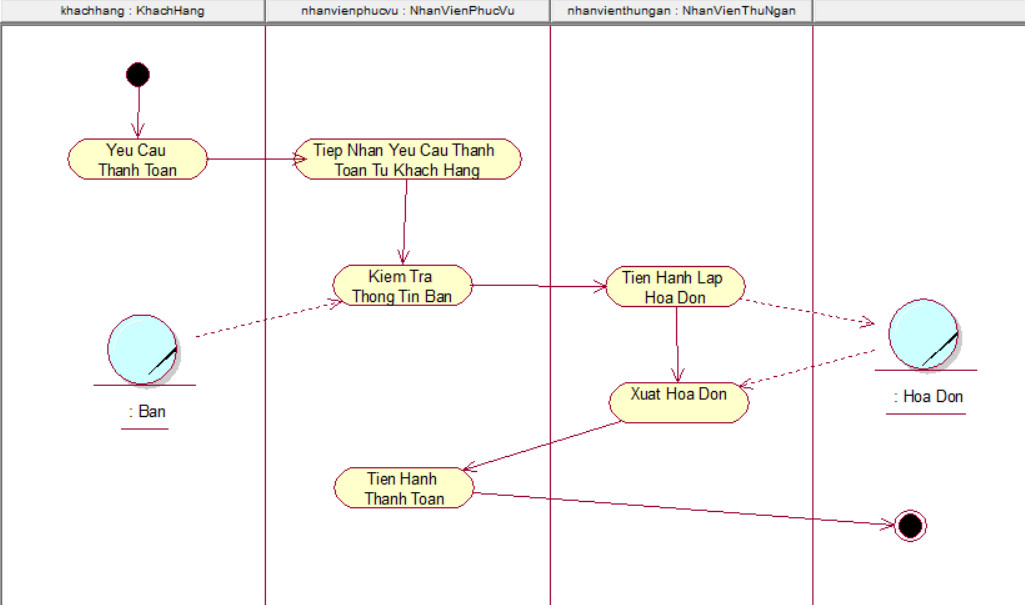 khachhang : KhachHang
nhanvienphucvu : NhanVienPhucVu
nhanvienthungan : NhanVienThuNgan
Yeu Cau
Thanh Toan
Tiep Nhan Yeu Cau Thanh
Toan Tu Khach Hang
Kiem Tra
Thong Tin Ban
Tien Hanh Lap
Hoa Don
: Ban
Xuat Hoa Don
: Hoa Don
Tien Hanh
Thanh Toan